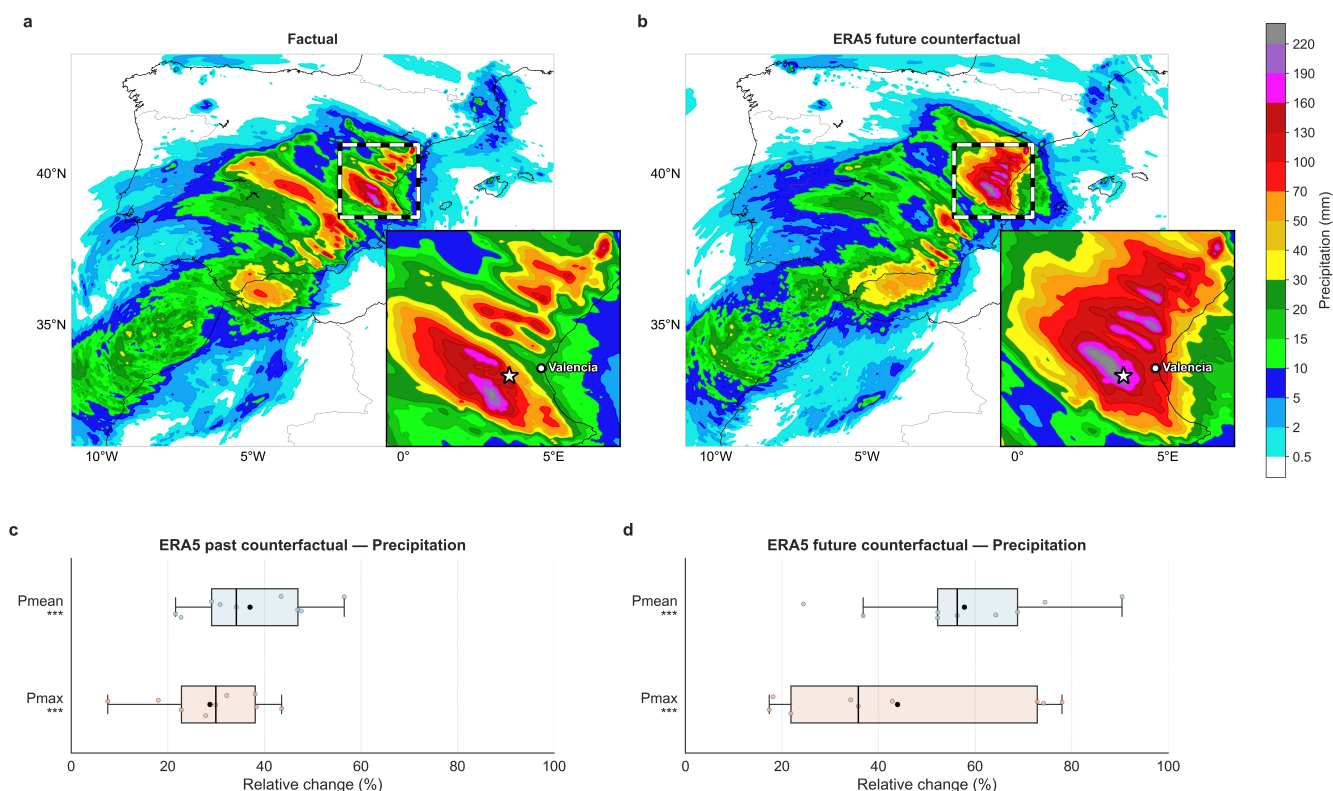 a
Factual
40°N
35°N
10°W 5°W 0° 5°E
Valencia
b
ERA5 future counterfactual
40°N
35°N
10°W 5°W 0° 5°E
Valencia
220
190
160
130
100
70
50
40
30
20
10
5
2
0.5
Precipitation (mm)
c
ERA5 past counterfactual — Precipitation
Pmean
***
Pmax
***
0 20 40 60 80 100
Relative change (%)
d
ERA5 future counterfactual — Precipitation
Pmean
***
Pmax
***
0 20 40 60 80 100
Relative change (%)